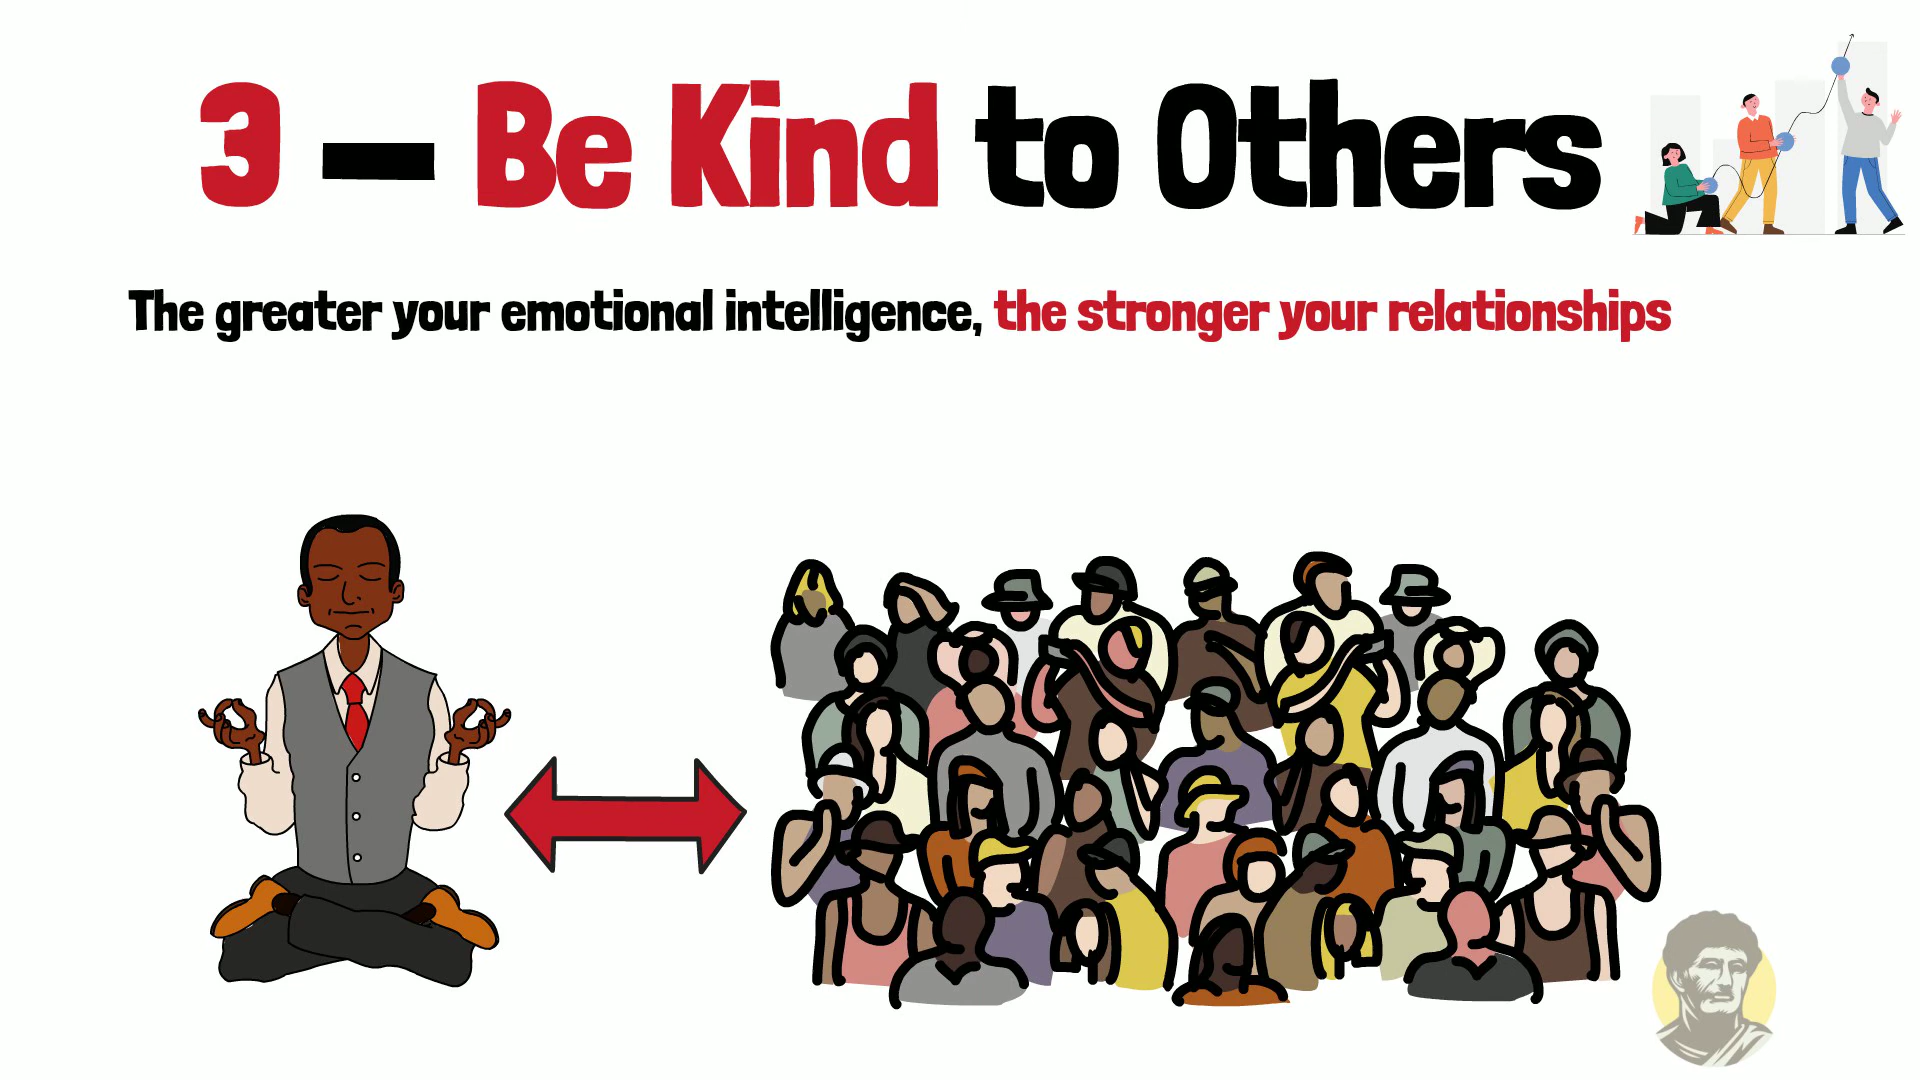 3 — Be Kind to Others
The greater your emotional intelligence, the stronger your relationships